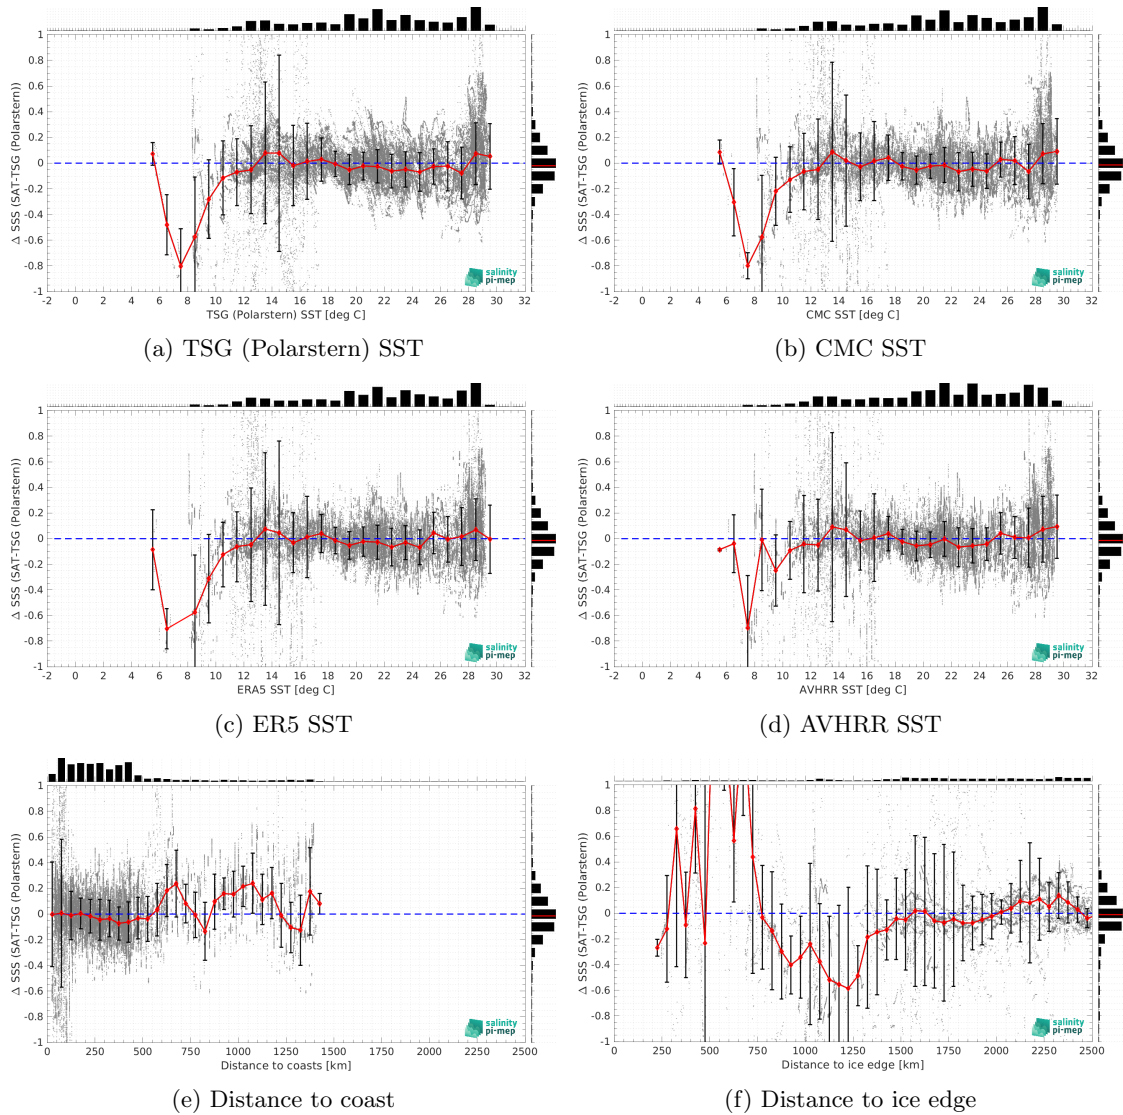 Δ SSS (SAT-TSG (Polarstern))
1
0.8
0.6
0.4
0.2
0
-0.2
-0.4
-0.6
-0.8
-1
salinity
pi-mep
-2 0 2 4 6 8 10 12 14 16 18 20 22 24 26 28 30 32
TSG (Polarstern) SST [deg C]
(a) TSG (Polarstern) SST
Δ SSS (SAT-TSG (Polarstern))
1
0.8
0.6
0.4
0.2
0
-0.2
-0.4
-0.6
-0.8
-1
salinity
pi-mep
-2 0 2 4 6 8 10 12 14 16 18 20 22 24 26 28 30 32
CMC SST [deg C]
(b) CMC SST
Δ SSS (SAT-TSG (Polarstern))
1
0.8
0.6
0.4
0.2
0
-0.2
-0.4
-0.6
-0.8
-1
salinity
pi-mep
-2 0 2 4 6 8 10 12 14 16 18 20 22 24 26 28 30 32
ERA5 SST [deg C]
(c) ER5 SST
Δ SSS (SAT-TSG (Polarstern))
1
0.8
0.6
0.4
0.2
0
-0.2
-0.4
-0.6
-0.8
-1
salinity
pi-mep
-2 0 2 4 6 8 10 12 14 16 18 20 22 24 26 28 30 32
AVHRR SST [deg C]
(d) AVHRR SST
Δ SSS (SAT-TSG (Polarstern))
1
0.8
0.6
0.4
0.2
0
-0.2
-0.4
-0.6
-0.8
-1
salinity
pi-mep
0 250 500 750 1000 1250 1500 1750 2000 2250 2500
Distance to coasts [km]
(e) Distance to coast
Δ SSS (SAT-TSG (Polarstern))
1
0.8
0.6
0.4
0.2
0
-0.2
-0.4
-0.6
-0.8
-1
salinity
pi-mep
0 250 500 750 1000 1250 1500 1750 2000 2250 2500
Distance to ice edge [km]
(f) Distance to ice edge